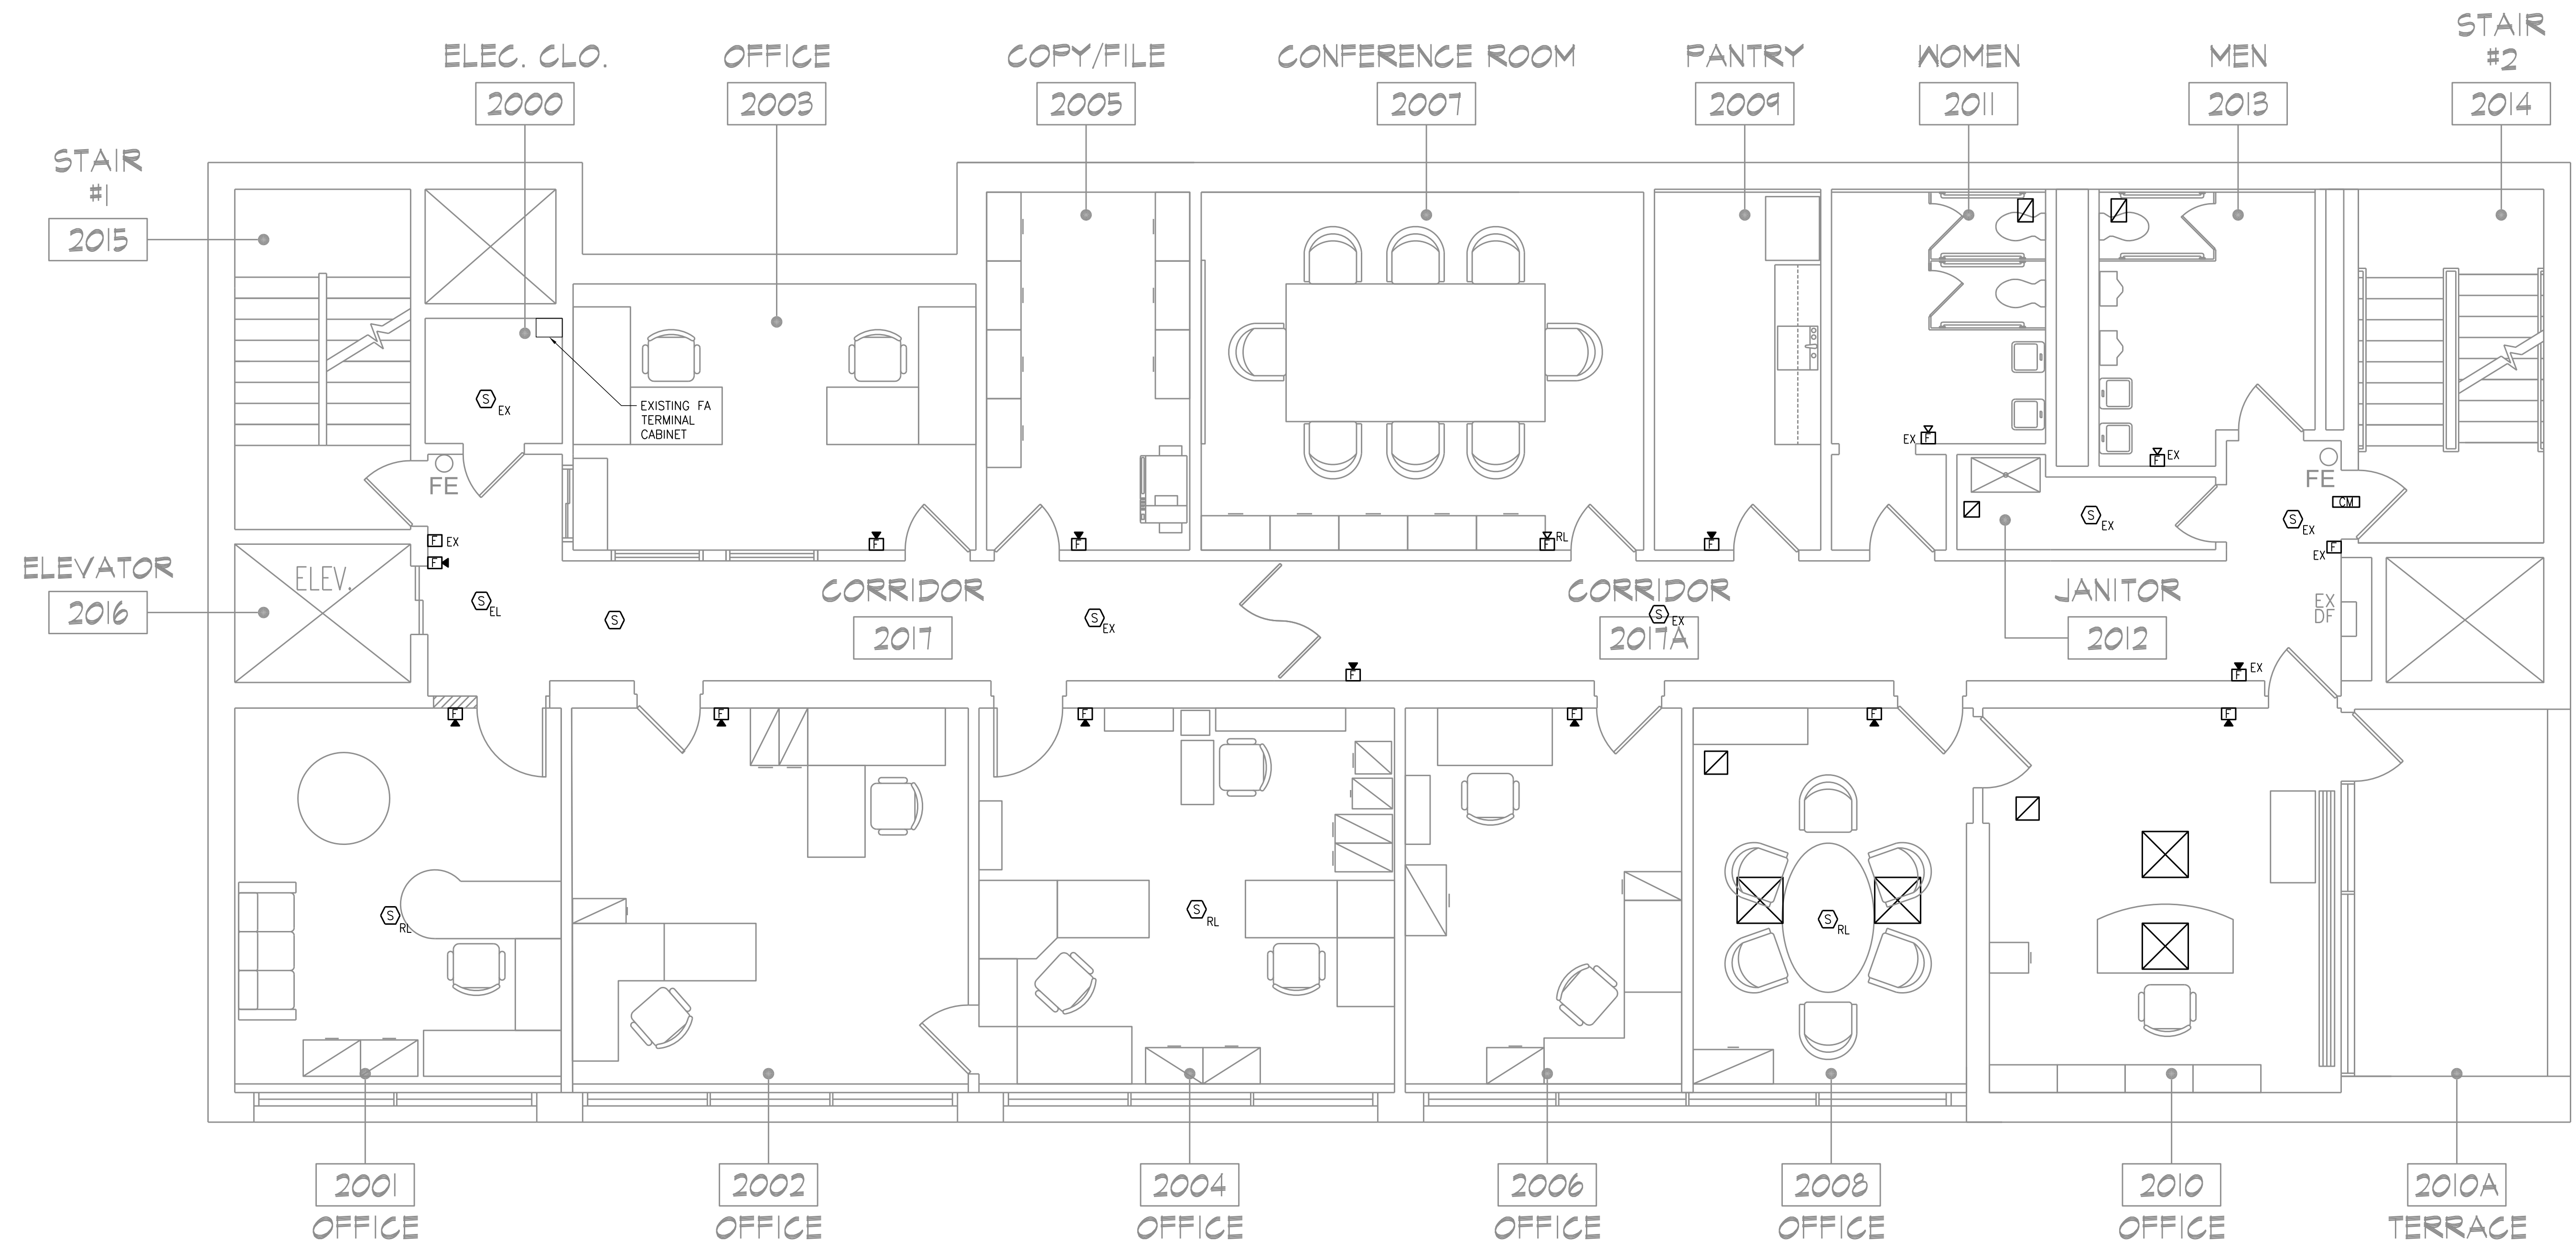 STAIR
#2
ELEC. CLO.
OFFICE
COPY/FILE
CONFERENCE ROOM
PANTRY
WOMEN
MEN
2000
2003
2005
2007
2009
2011
2013
2014
STAIR
#1
2015
S EX
EXISTING FA
TERMINAL
CABINET
F EX
F EX
FE
FE
CM
F
F
F RL
F
S EX
S EX
F EX
F
F EX
ELEVATOR
ELEV.
2016
S EL
S
CORRIDOR
2017
S EX
CORRIDOR
2017A
S EX
JANITOR
2012
EX
DF
F
F EX
F
F
F
F
F
F
S RL
S RL
S RL
2001
OFFICE
2002
OFFICE
2004
OFFICE
2006
OFFICE
2008
OFFICE
2010
OFFICE
2010A
TERRACE